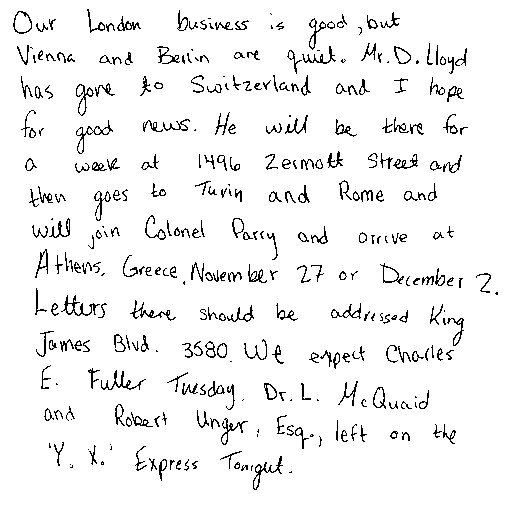 Our London business is good, but
Vienna and Berlin are quiet. Mr. D. Lloyd
has gone to Switzerland and I hope
for good news. He will be there for
a week at 1496 Zermott Street and
then goes to Turin and Rome and
will join Colonel Parry and arrive at
Athens, Greece, November 27 or December 2.
Letters there should be addressed King
James Blvd. 3580. We expect Charles
E. Fuller Tuesday. Dr. L. McQuaid
and Robert Unger, Esq., left on the
'Y. X.' Express Tonigut.